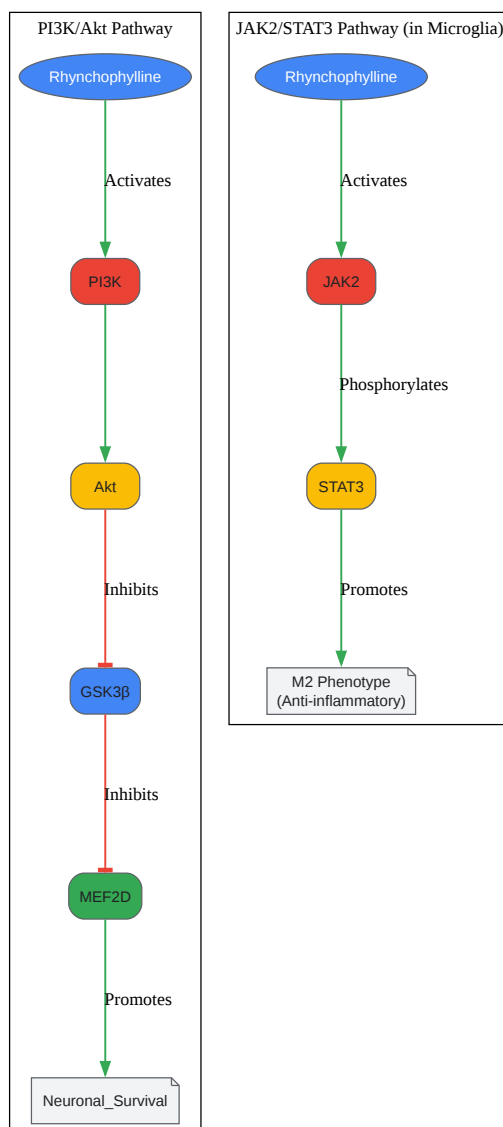 PI3K/Akt Pathway
Rhynchophylline
Activates
PI3K
Akt
Inhibits
GSK3β
Inhibits
MEF2D
Promotes
Neuronal_Survival
JAK2/STAT3 Pathway (in Microglia)
Rhynchophylline
Activates
JAK2
Phosphorylates
STAT3
Promotes
M2 Phenotype
(Anti-inflammatory)